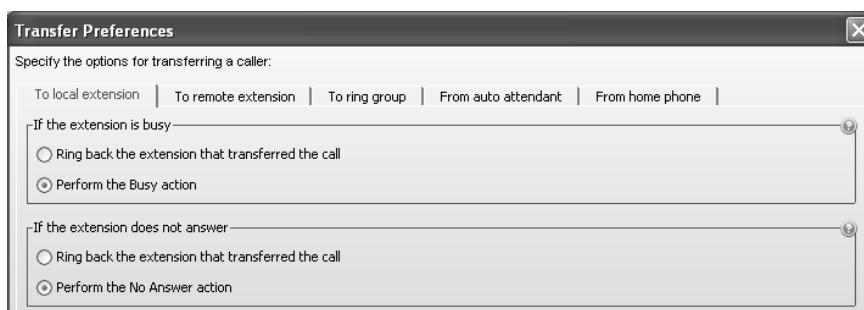 Transfer Preferences
Specify the options for transferring a caller:
To local extension | To remote extension | To ring group | From auto attendant | From home phone |
If the extension is busy
Ring back the extension that transferred the call
Perform the Busy action
If the extension does not answer
Ring back the extension that transferred the call
Perform the No Answer action